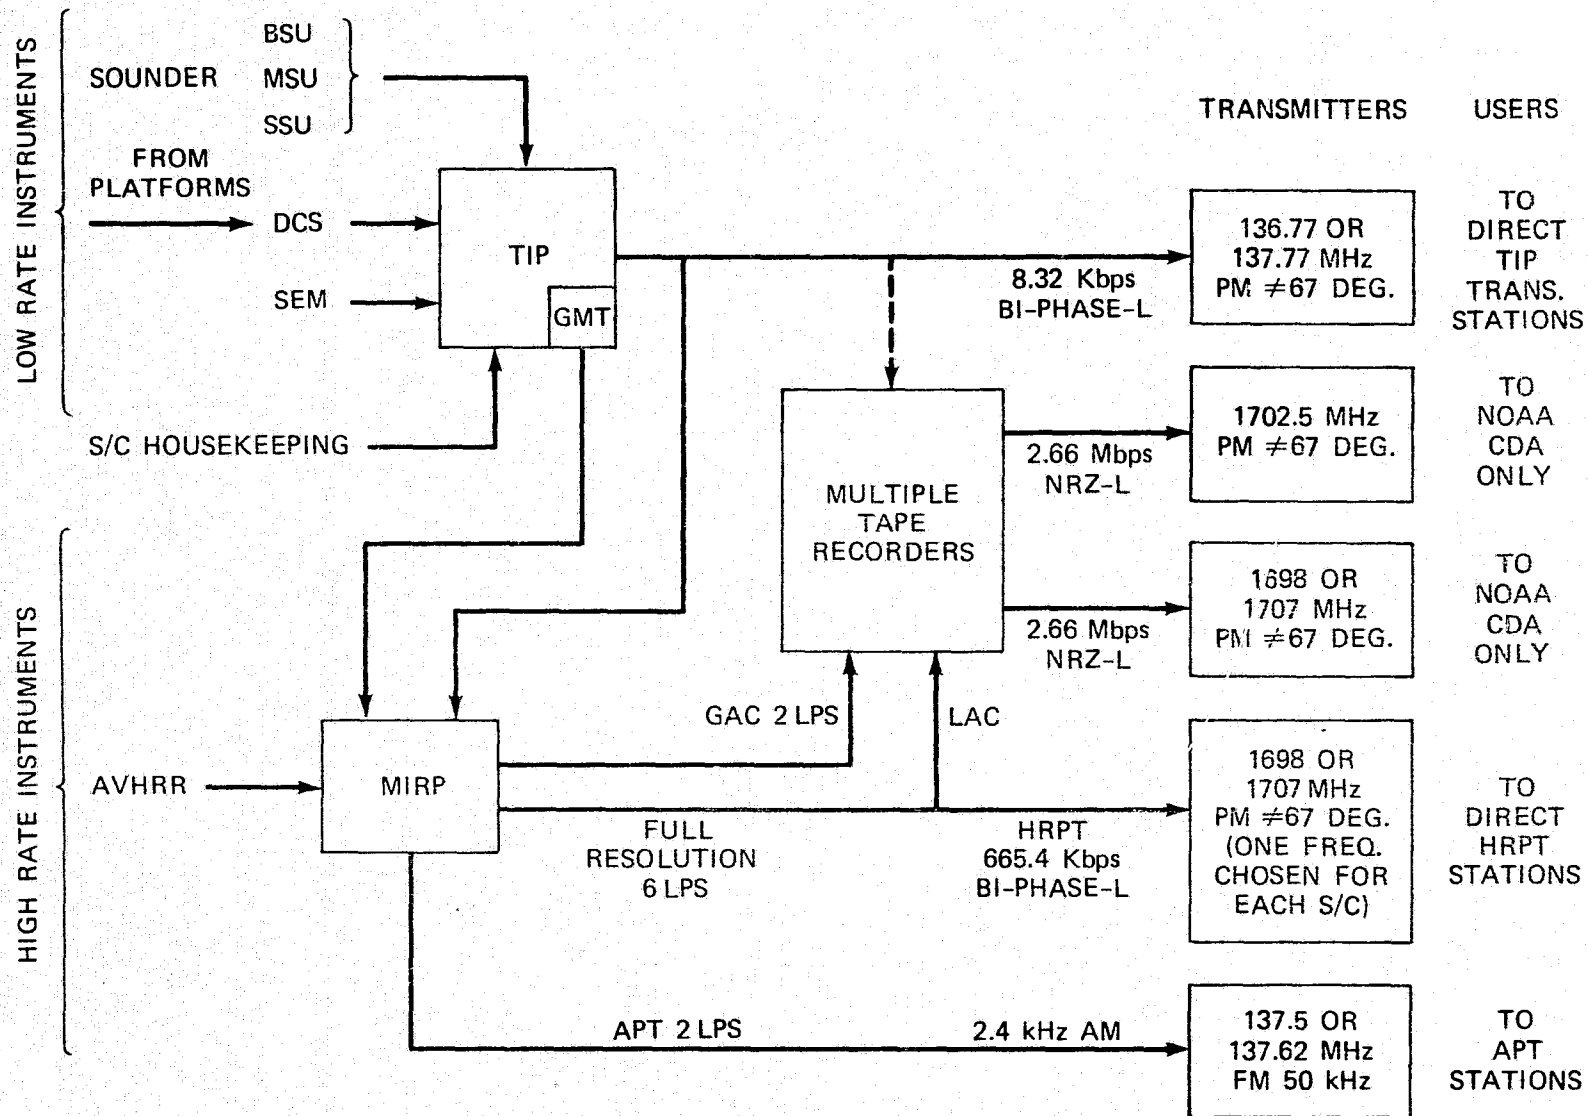 LOW RATE INSTRUMENTS
SOUNDER
BSU
MSU
SSU
FROM
PLATFORMS
DCS
SEM
S/C HOUSEKEEPING
TIP
GMT
8.32 Kbps
BI-PHASE-L
TRANSMITTERS
USERS
136.77 OR
137.77 MHz
PM ≠67 DEG.
TO
DIRECT
TIP
TRANS.
STATIONS
MULTIPLE
TAPE
RECORDERS
2.66 Mbps
NRZ-L
1702.5 MHz
PM ≠67 DEG.
TO
NOAA
CDA
ONLY
2.66 Mbps
NRZ-L
1698 OR
1707 MHz
PM ≠67 DEG.
TO
NOAA
CDA
ONLY
HIGH RATE INSTRUMENTS
AVHRR
MIRP
GAC 2 LPS
LAC
FULL
RESOLUTION
6 LPS
HRPT
665.4 Kbps
BI-PHASE-L
1698 OR
1707 MHz
PM ≠67 DEG.
(ONE FREQ.
CHOSEN FOR
EACH S/C)
TO
DIRECT
HRPT
STATIONS
APT 2 LPS
2.4 kHz AM
137.5 OR
137.62 MHz
FM 50 kHz
TO
APT
STATIONS